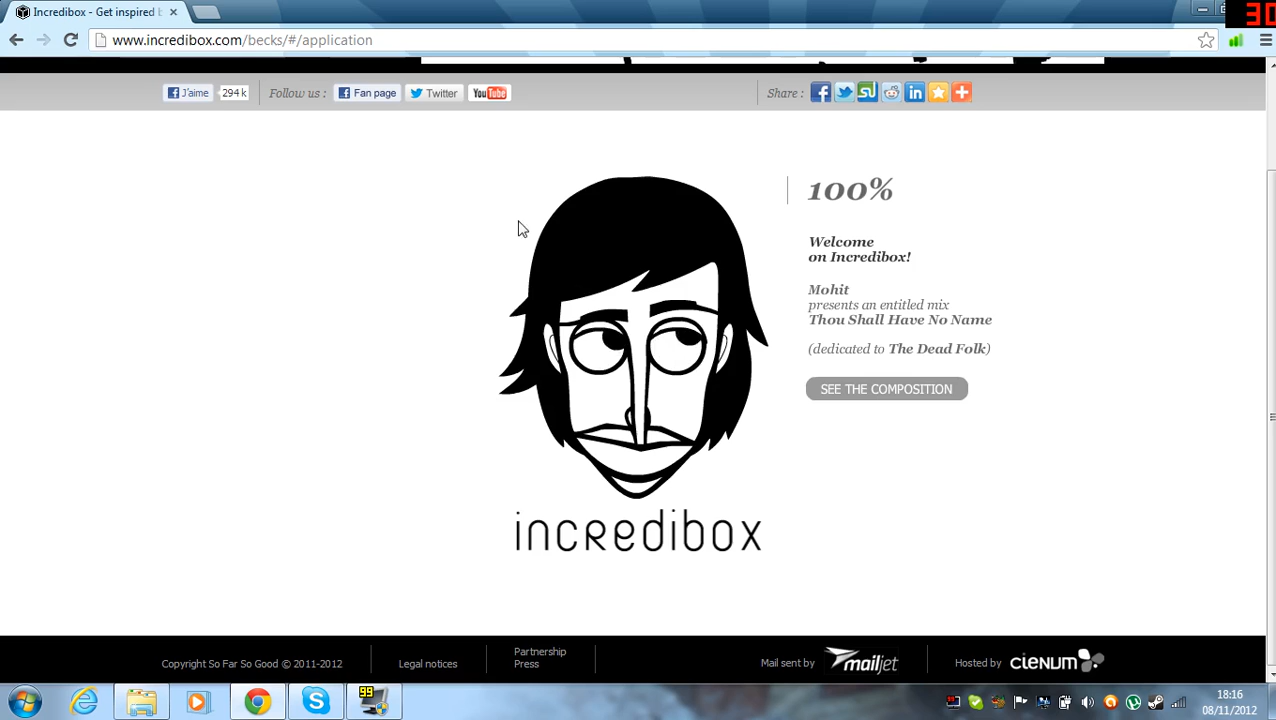 Incredibox - Get inspired b
30
www.incredibox.com/becks/#/application
J'aime 294 k Follow us : Fan page Twitter YouTube Share :
100%
Welcome
on Incredibox!
Mohit
presents an entitled mix
Thou Shall Have No Name
(dedicated to The Dead Folk)
SEE THE COMPOSITION
incredibox
Copyright So Far So Good © 2011-2012
Legal notices
Partnership
Press
Mail sent by mailjet
Hosted by cienum
99
18:16
08/11/2012